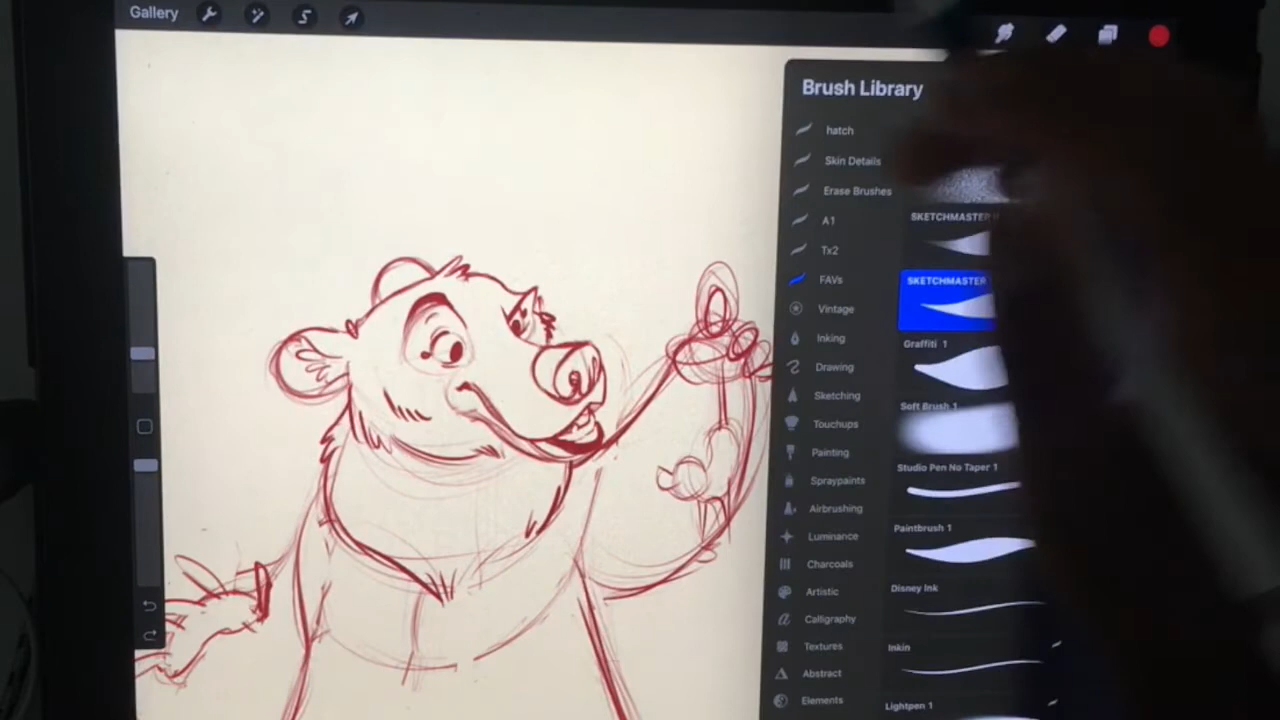 Gallery
Brush Library
hatch
Skin Details
Erase Brushes
A1
Tx2
FAVs
Vintage
Inking
Drawing
Sketching
Touchups
Painting
Spraypaints
Airbrushing
Luminance
Charcoals
Artistic
Calligraphy
Textures
Abstract
Elements
SKETCHMASTER
SKETCHMASTER
Graffiti 1
Soft Brush 1
Studio Pen No Taper 1
Paintbrush 1
Disney Ink
Inkin
Lightpen 1